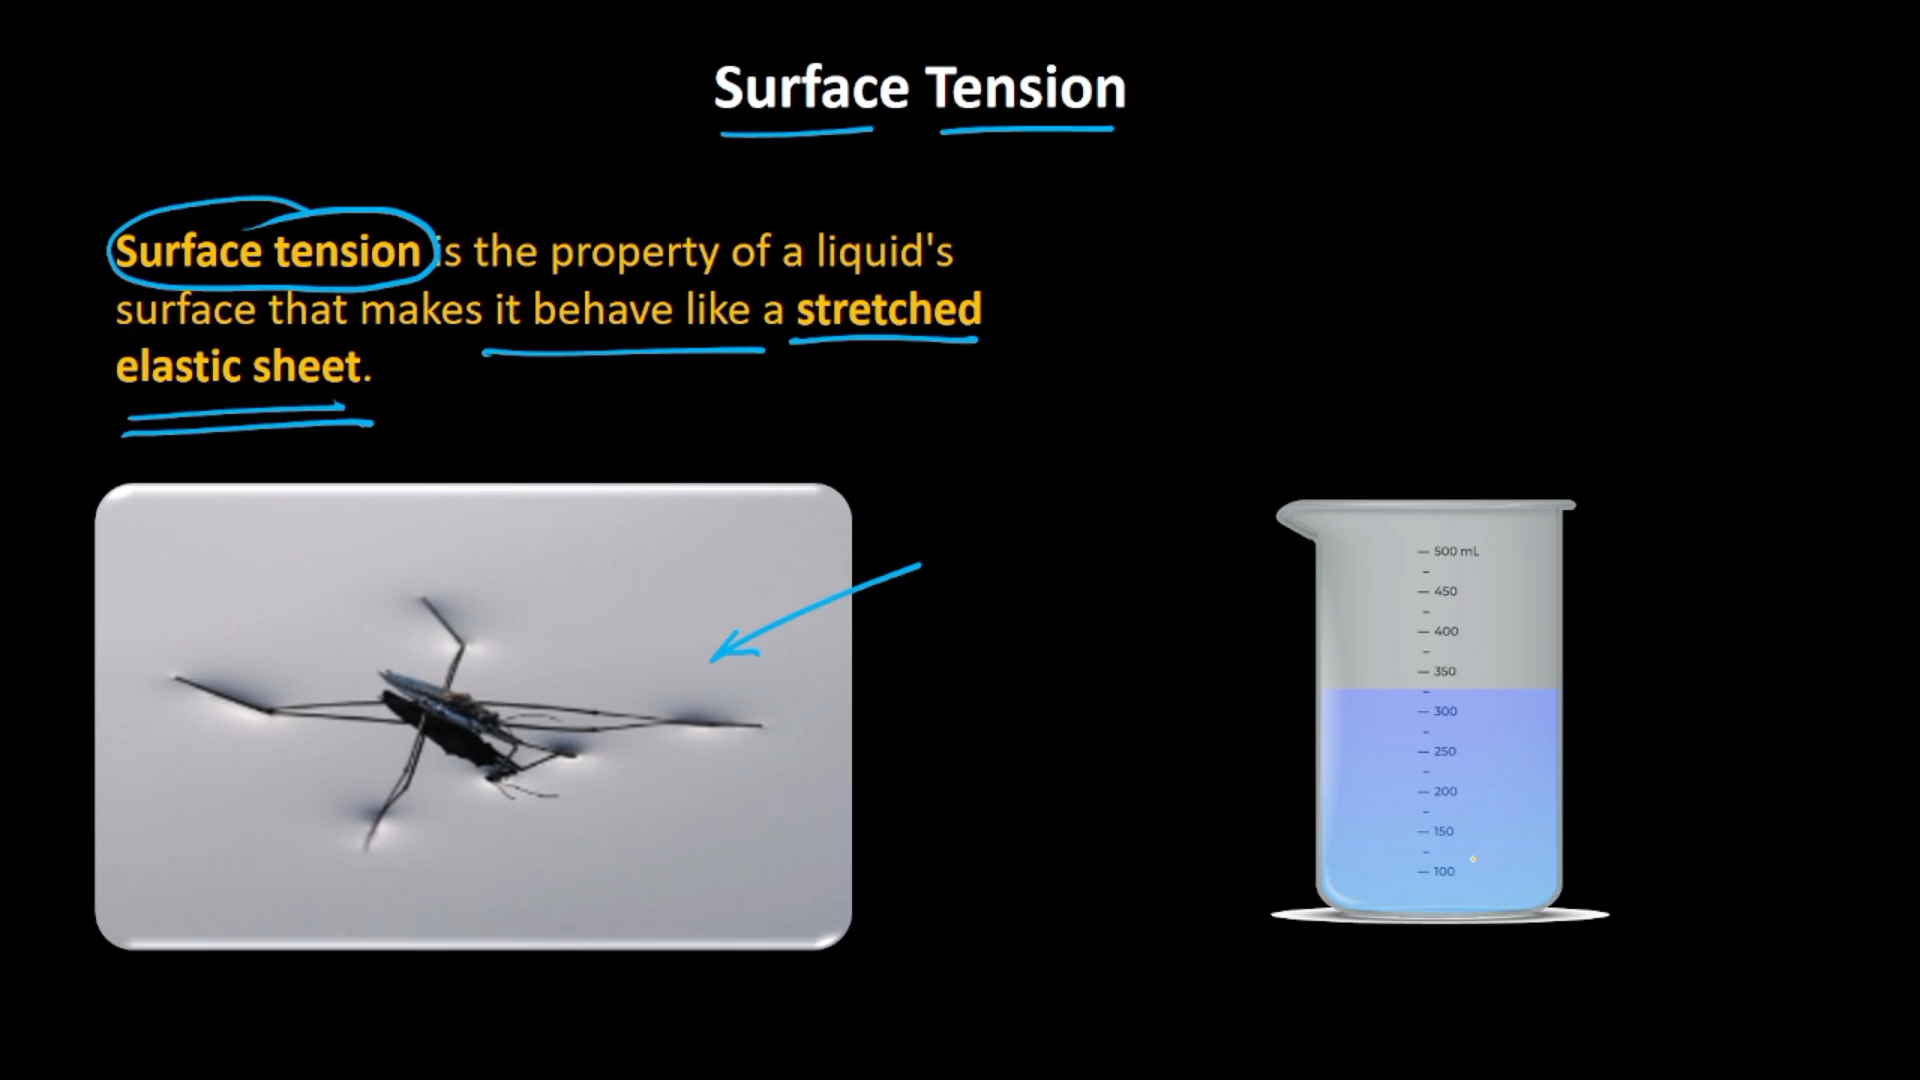 Surface Tension
Surface tension is the property of a liquid's
surface that makes it behave like a stretched
elastic sheet.
500 mL
450
400
350
300
250
200
150
100